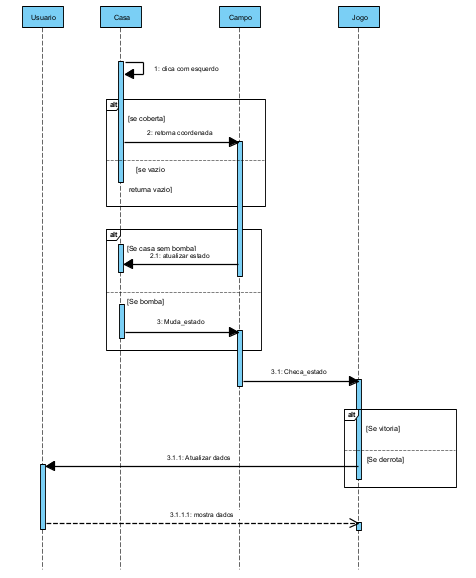 Usuario Casa Campo Jogo
1: clica com esquerdo
alt
[se coberta]
2: retorna coordenada
[se vazio
returna vazio]
alt
[Se casa sem bomba]
2.1: atualizar estado
[Se bomba]
3: Muda_estado
3.1: Checa_estado
alt
[Se vitoria]
3.1.1: Atualizar dados
[Se derrota]
3.1.1.1: mostra dados